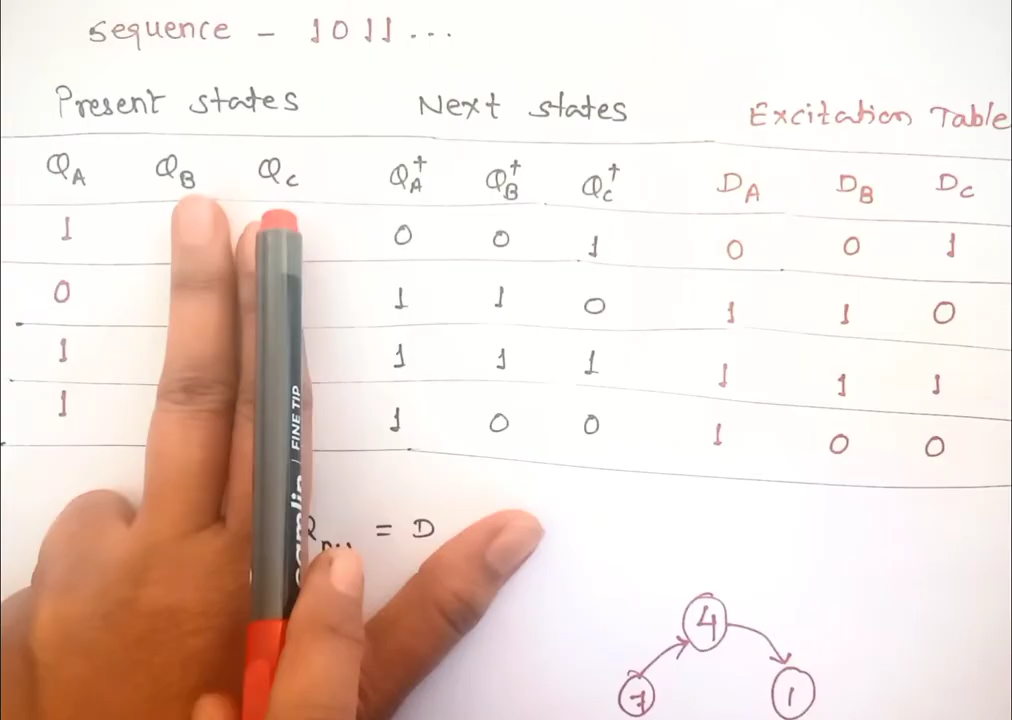 sequence - 1011...
Present states Next states Excitation Table
QA QB QC QA+ QB+ QC+ DA DB DC
1 0 0 1 0 0 1
0 1 1 0 1 1 0
1 1 1 1 1 1 1
1 1 0 0 1 0 0
FINE TIP
= D
4
7 1